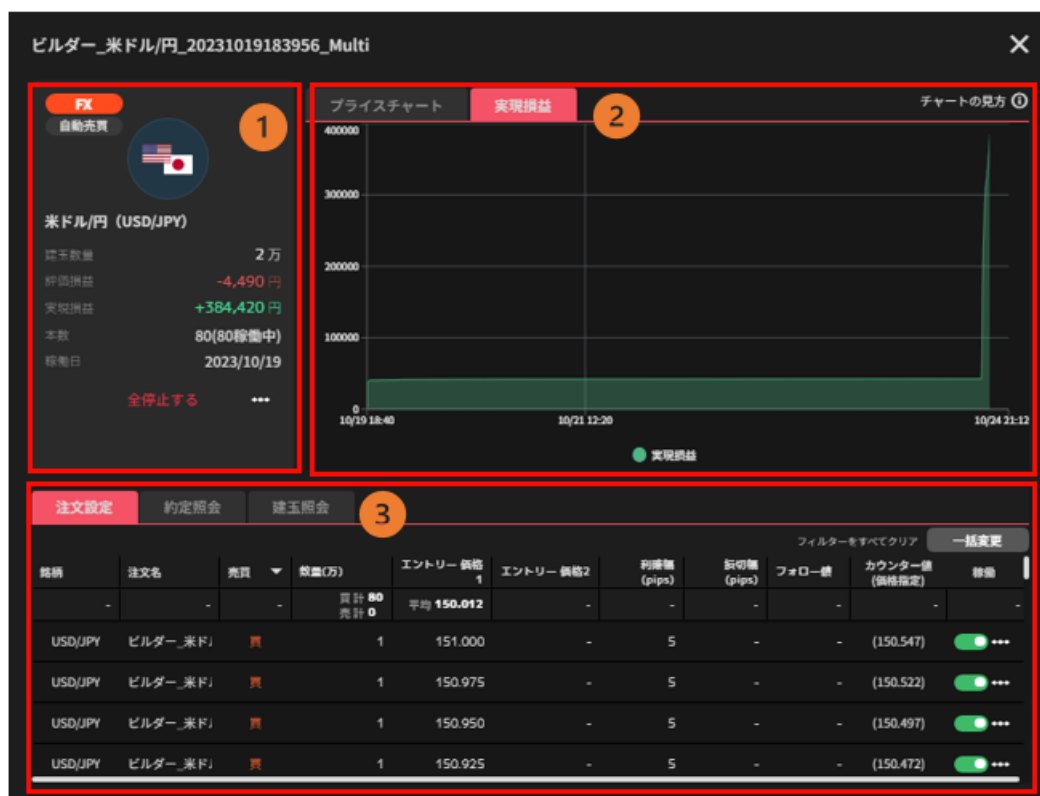 ビルダー_米ドル/円_20231019183956_Multi ×
FX
自動売買
1
米ドル/円 (USD/JPY)
建玉数量 2 万
評価損益 -4,490 円
実現損益 +384,420 円
本数 80(80稼働中)
稼働日 2023/10/19
全停止する •••
プライスチャート 実現損益 2 チャートの見方
400000
300000
200000
100000
0
10/19 18:40 10/21 12:20 10/24 21:12
実現損益
注文設定 約定照会 建玉照会 3
フィルターをすべてクリア 一括変更
銘柄 注文名 売買 数量(万) エントリー価格1 エントリー価格2 利確幅(pips) 損切幅(pips) フォロー値 カウンター値(価格指定) 稼働
- - - 買計 80 売計 0 平均 150.012 - - - - - -
USD/JPY ビルダー_米ド 買 1 151.000 - 5 - - (150.547) •••
USD/JPY ビルダー_米ド 買 1 150.975 - 5 - - (150.522) •••
USD/JPY ビルダー_米ド 買 1 150.950 - 5 - - (150.497) •••
USD/JPY ビルダー_米ド 買 1 150.925 - 5 - - (150.472) •••